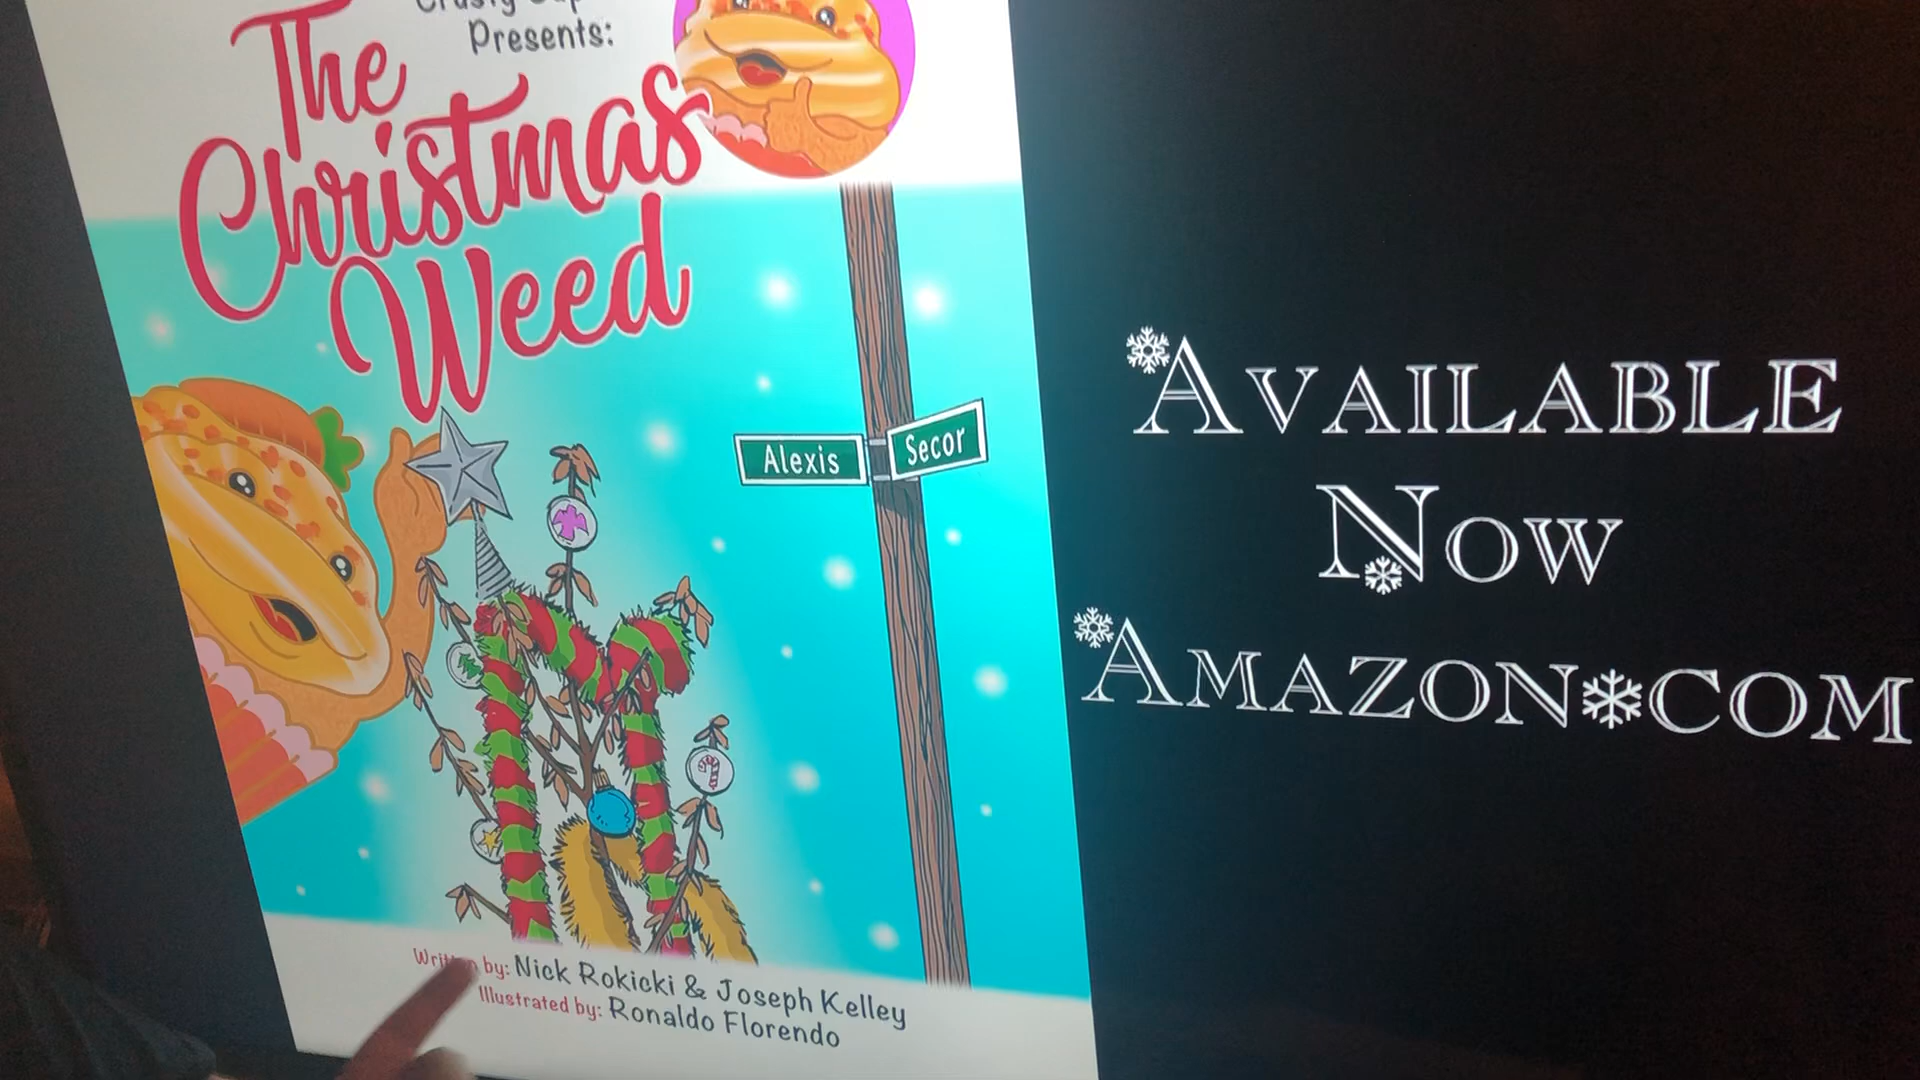 Presents:
The
Christmas
Weed
Alexis
Secor
Written by: Nick Rokicki & Joseph Kelley
Illustrated by: Ronaldo Florendo
Available
Now
Amazon.com